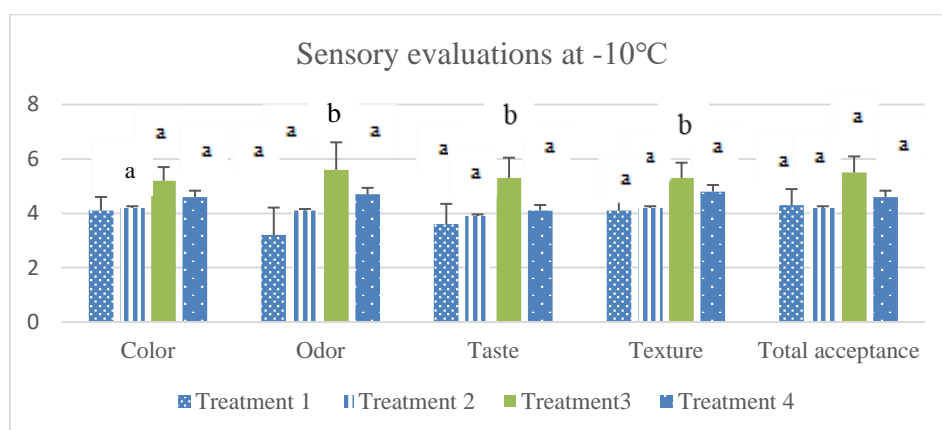 Sensory evaluations at -10°C
8
6
4
2
0
a a a
a a b a
a a b a
a a b a
a a a a
Color Odor Taste Texture Total acceptance
Treatment 1 Treatment 2 Treatment3 Treatment 4